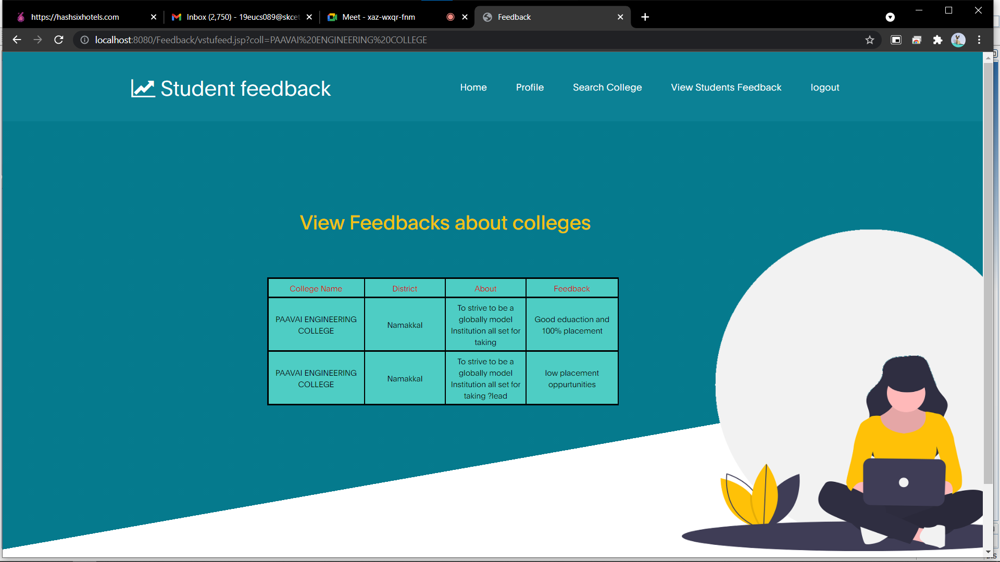 https://hashsixhotels.com
Inbox (2,750) - 19eucs089@skcet
Meet - xaz-wxqr-fnm
Feedback
localhost:8080/Feedback/vstufeed.jsp?coll=PAAVAI%20ENGINEERING%20COLLEGE
Student feedback
Home
Profile
Search College
View Students Feedback
logout
View Feedbacks about colleges
College Name
District
About
Feedback
PAAVAI ENGINEERING
COLLEGE
Namakkal
To strive to be a
globally model
Institution all set for
taking
Good eduaction and
100% placement
PAAVAI ENGINEERING
COLLEGE
Namakkal
To strive to be a
globally model
Institution all set for
taking ?lead
low placement
oppurtunities